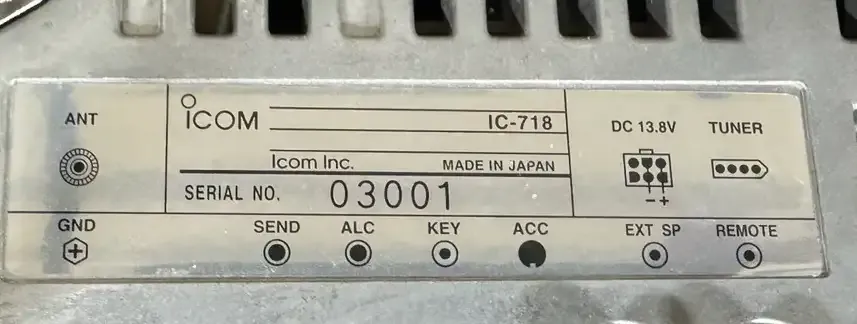 ANT
ICOM
IC-718
Icom Inc.
MADE IN JAPAN
SERIAL NO. 03001
DC 13.8V
TUNER
- +
GND
SEND
ALC
KEY
ACC
EXT SP
REMOTE